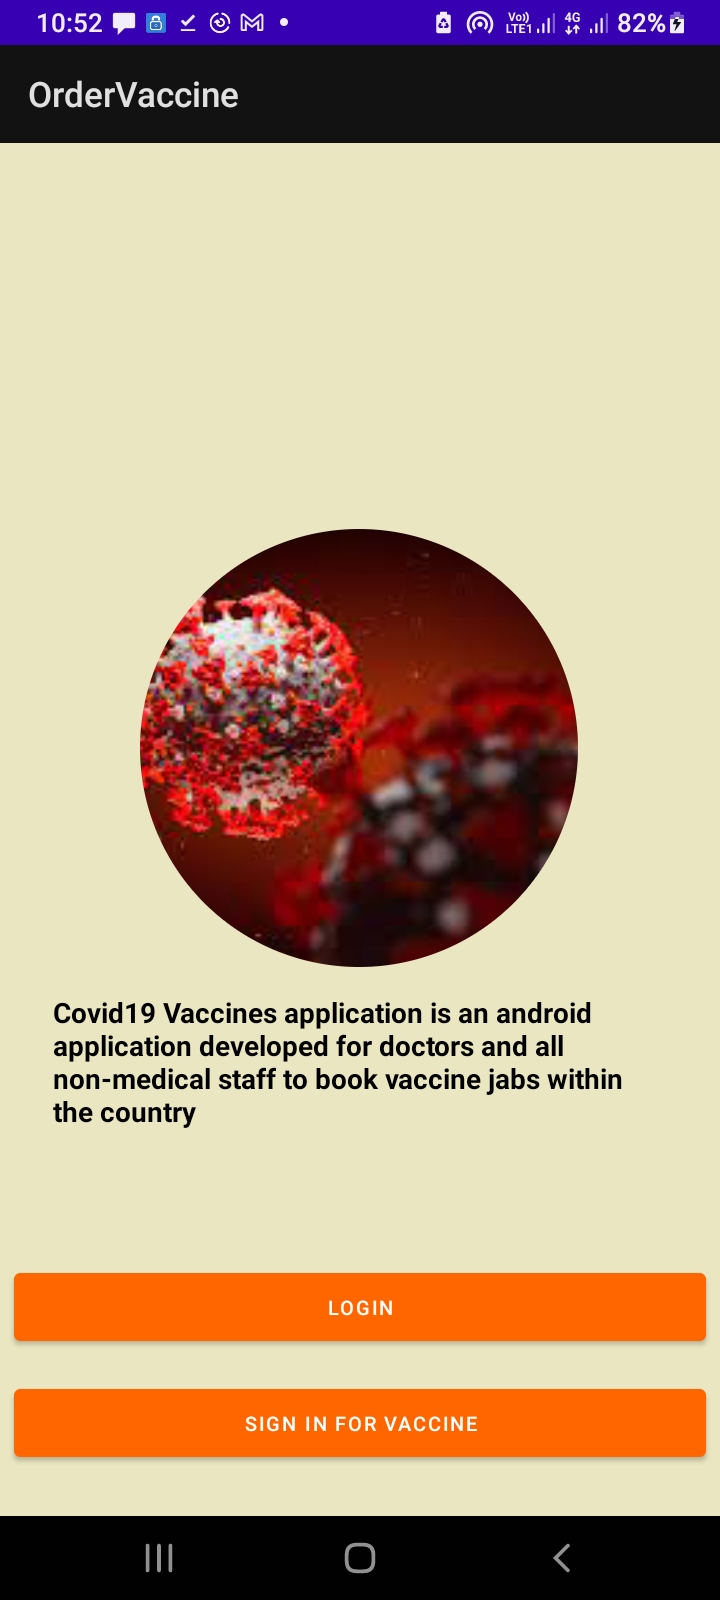 10:52 Vo) LTE1 4G 82%
OrderVaccine
Covid19 Vaccines application is an android
application developed for doctors and all
non-medical staff to book vaccine jabs within
the country
LOGIN
SIGN IN FOR VACCINE